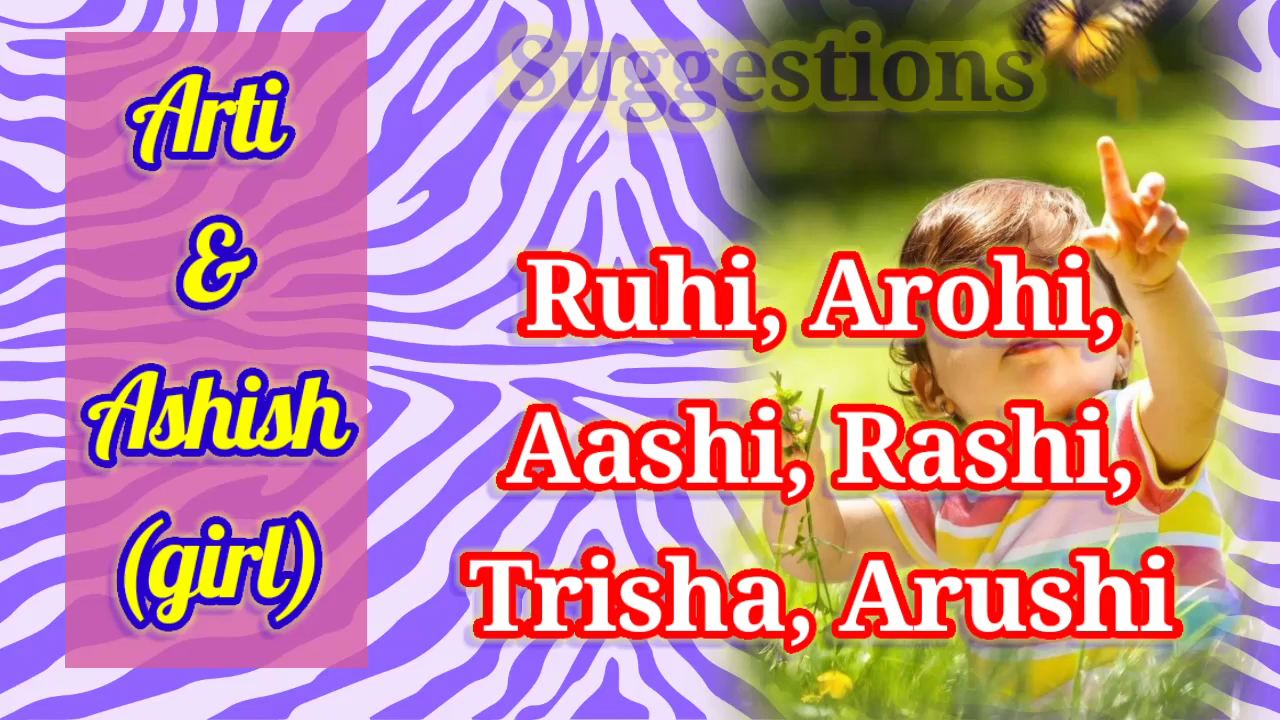 Arti
&
Ashish
(girl)
Suggestions
Ruhi, Arohi,
Aashi, Rashi,
Trisha, Arushi